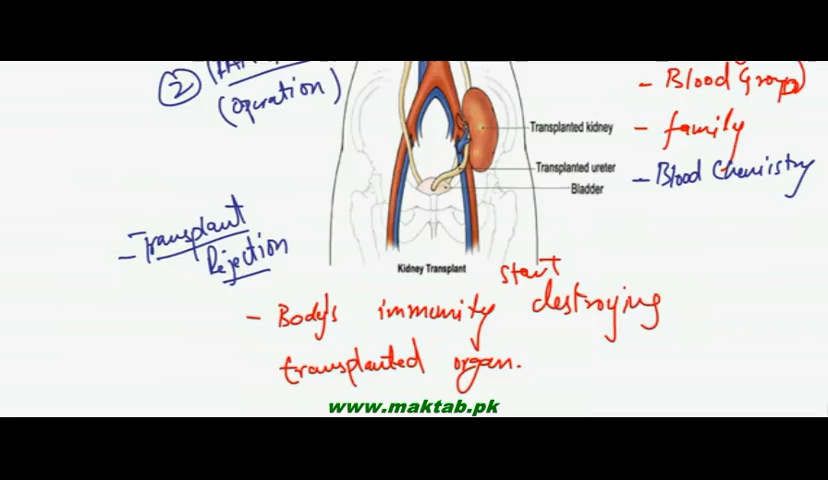 2
(Operation)
- Blood Group)
- family
- Blood Chemistry
Transplanted kidney
Transplanted ureter
Bladder
Kidney Transplant
- Transplant
Rejection
start
- Body's immunity destroying
transplanted organ.
www.maktab.pk